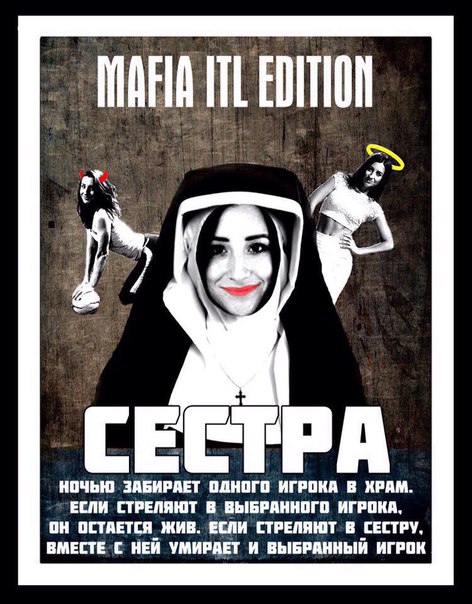 MAFIA ITL EDITION
СЕСТРА
НОЧЬЮ ЗАБИРАЕТ ОДНОГО ИГРОКА В ХРАМ.
ЕСЛИ СТРЕЛЯЮТ В ВЫБРАННОГО ИГРОКА,
ОН ОСТАЕТСЯ ЖИВ. ЕСЛИ СТРЕЛЯЮТ В СЕСТРУ,
ВМЕСТЕ С НЕЙ УМИРАЕТ И ВЫБРАННЫЙ ИГРОК